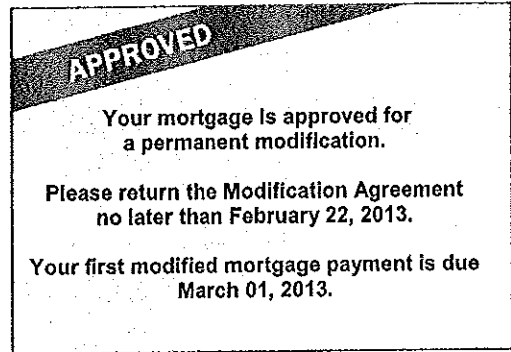 APPROVED
Your mortgage is approved for
a permanent modification.
Please return the Modification Agreement
no later than February 22, 2013.
Your first modified mortgage payment is due
March 01, 2013.